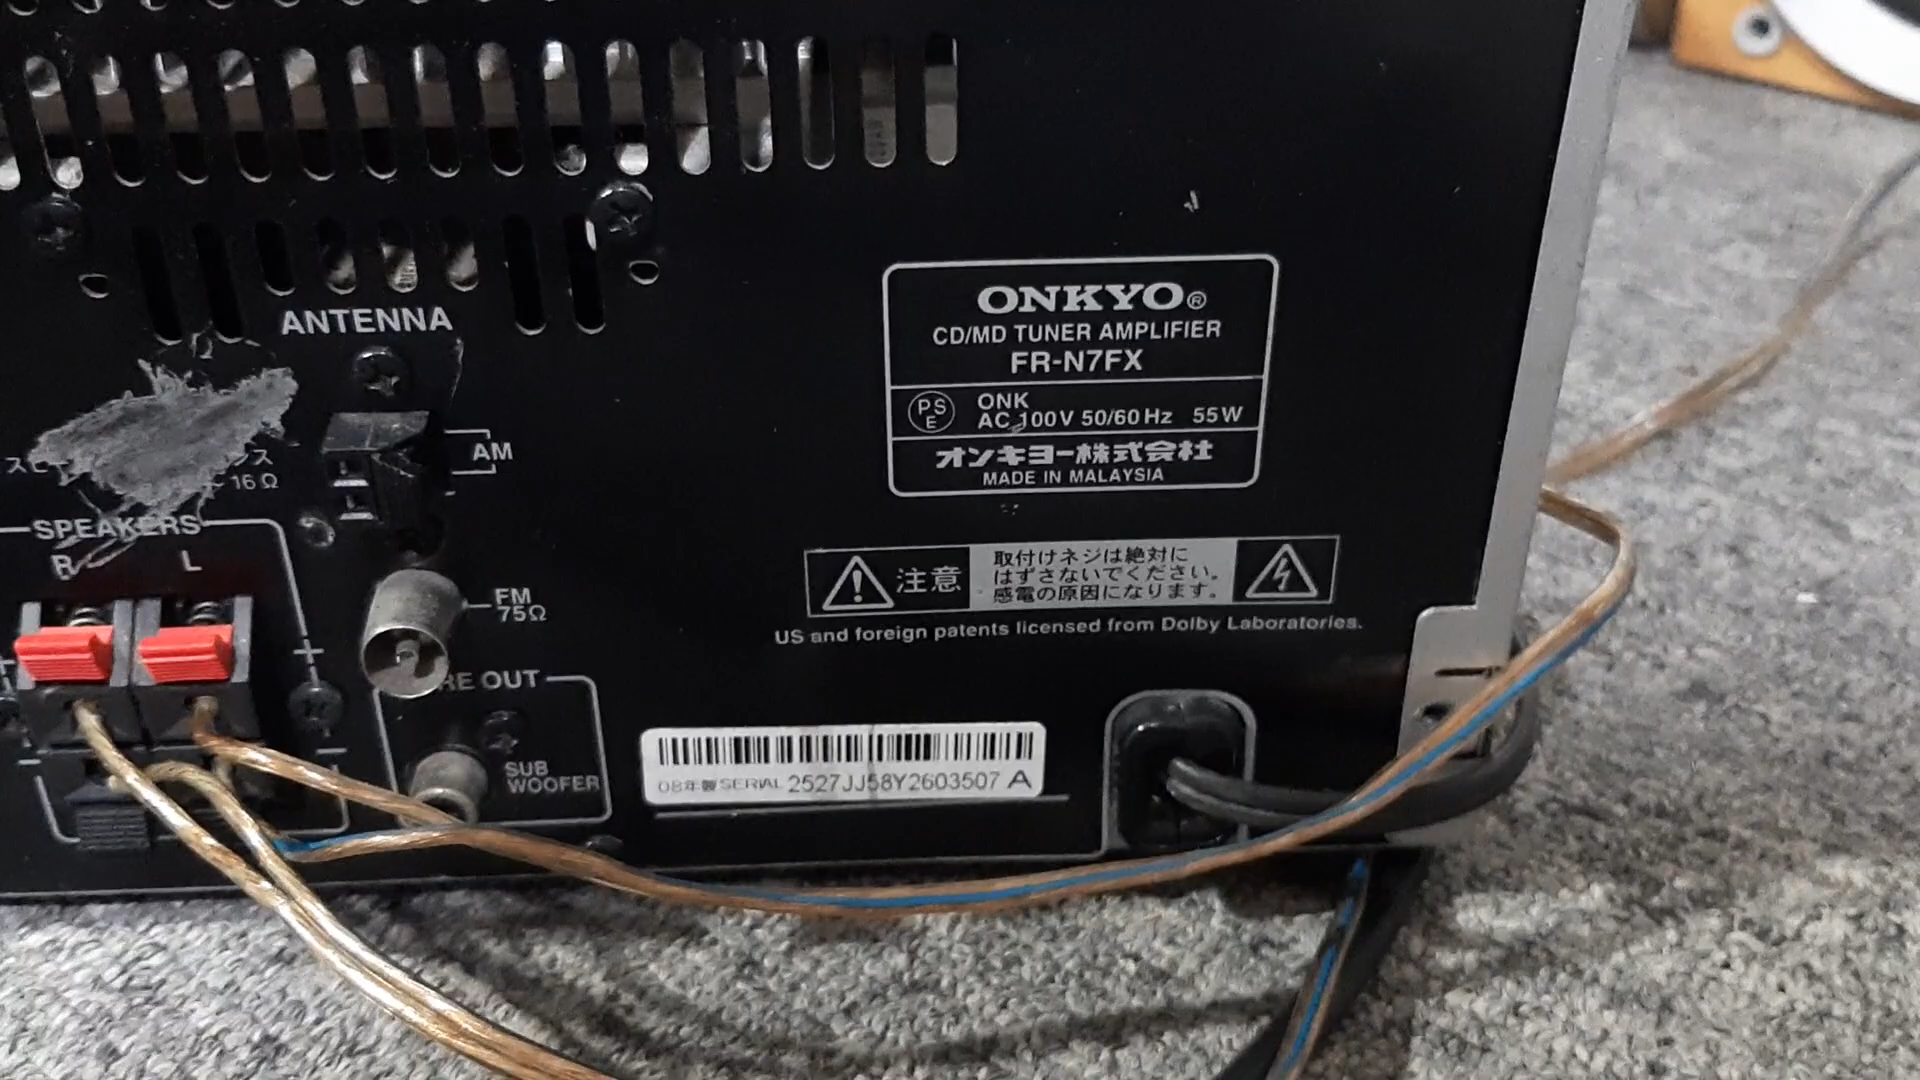 ANTENNA
AM
16Ω
SPEAKERS
R L
FM
75Ω
RE OUT
SUB
WOOFER
ONKYO®
CD/MD TUNER AMPLIFIER
FR-N7FX
PS
E
ONK
AC 100V 50/60Hz 55W
オンキヨー株式会社
MADE IN MALAYSIA
注意
取付けネジは絶対に
はずさないでください。
感電の原因になります。
US and foreign patents licensed from Dolby Laboratories.
08年製 SERIAL 2527JJ58Y2603507 A